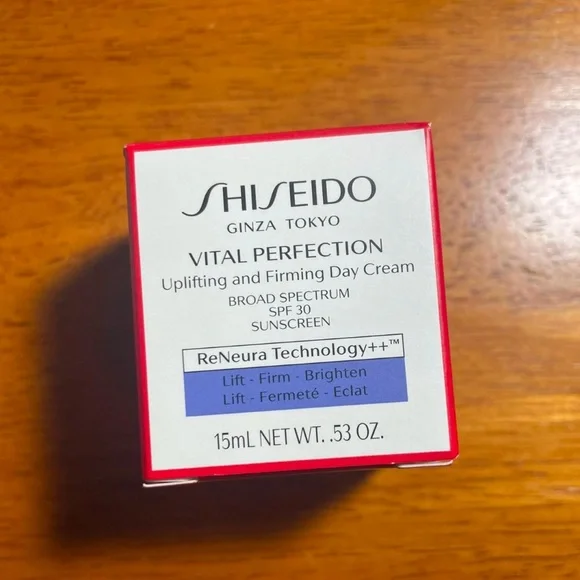 SHISEIDO
GINZA TOKYO
VITAL PERFECTION
Uplifting and Firming Day Cream
BROAD SPECTRUM
SPF 30
SUNSCREEN
ReNeura Technology++™
Lift - Firm - Brighten
Lift - Fermeté - Eclat
15mL NET WT. .53 OZ.